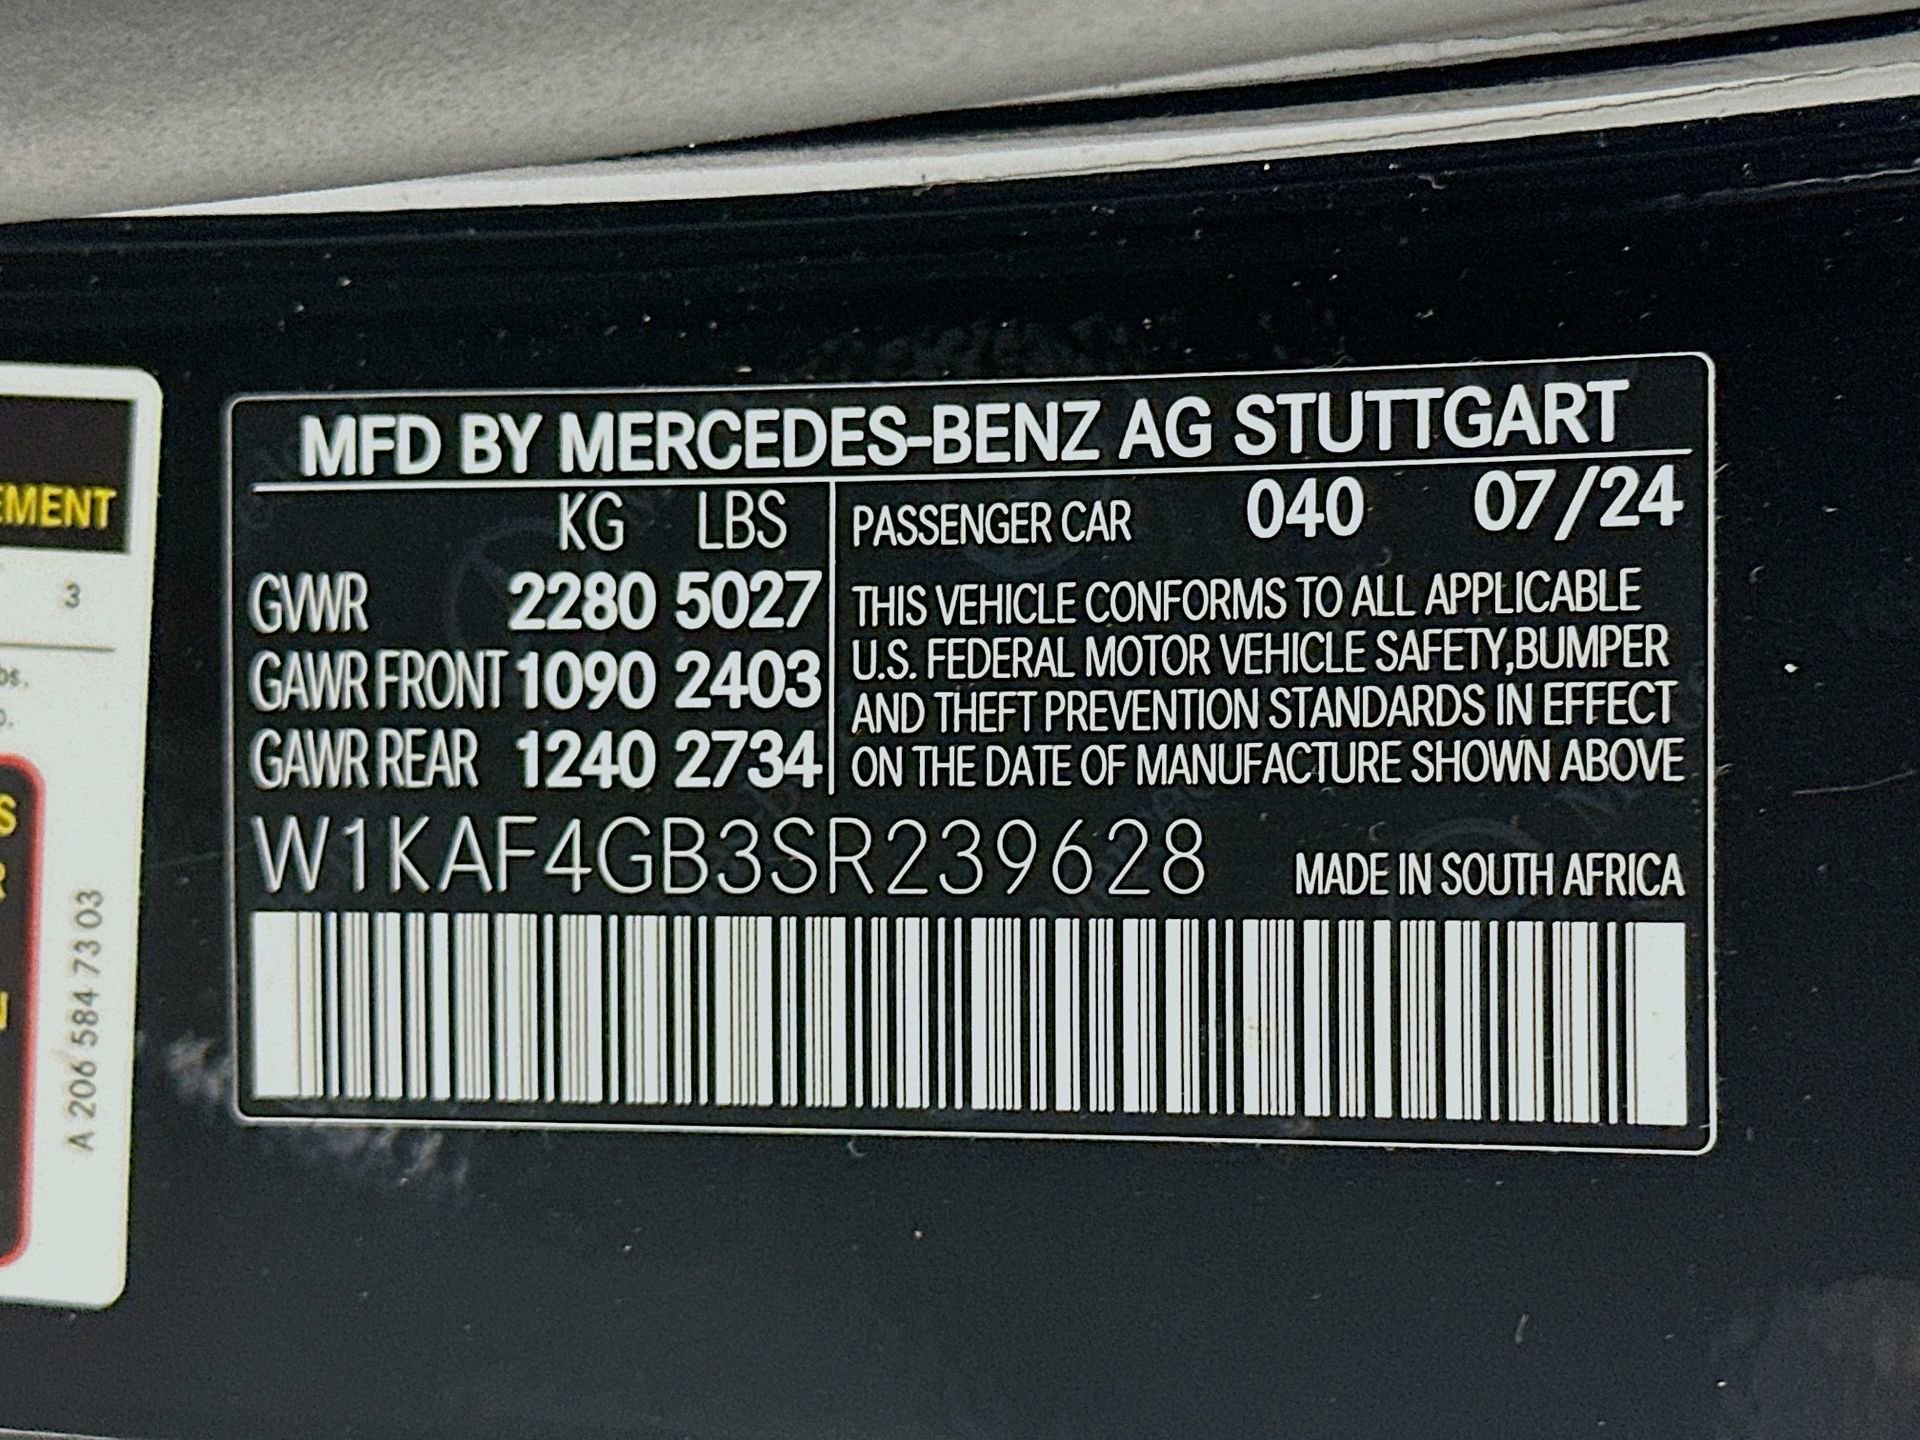 MFD BY MERCEDES-BENZ AG STUTTGART
KG LBS
GVWR 2280 5027
GAWR FRONT 1090 2403
GAWR REAR 1240 2734
PASSENGER CAR 040 07/24
THIS VEHICLE CONFORMS TO ALL APPLICABLE
U.S. FEDERAL MOTOR VEHICLE SAFETY,BUMPER
AND THEFT PREVENTION STANDARDS IN EFFECT
ON THE DATE OF MANUFACTURE SHOWN ABOVE
W1KAF4GB3SR239628 MADE IN SOUTH AFRICA
EMENT
3
A 206 584 73 03